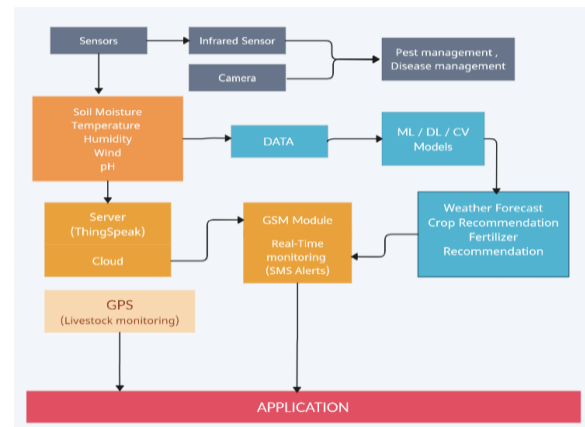 Sensors
Infrared Sensor
Camera
Pest management ,
Disease management
Soil Moisture
Temperature
Humidity
Wind
pH
DATA
ML / DL / CV
Models
Server
(ThingSpeak)
Cloud
GSM Module
Real-Time
monitoring
(SMS Alerts)
Weather Forecast
Crop Recommendation
Fertilizer
Recommendation
GPS
(Livestock monitoring)
APPLICATION